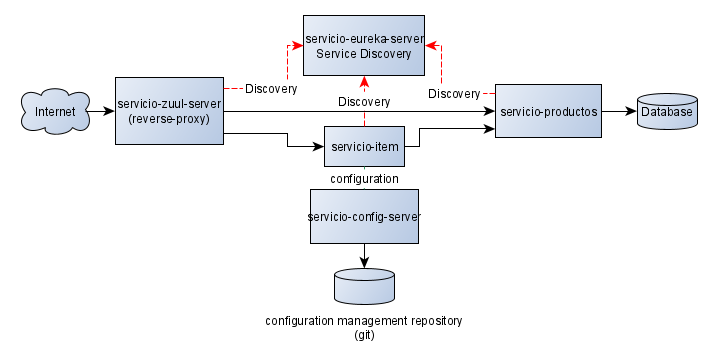 servicio-eureka-server
Service Discovery
Discovery
Discovery
Discovery
Internet
servicio-zuul-server
(reverse-proxy)
servicio-productos
Database
servicio-item
configuration
servicio-config-server
configuration management repository
(git)